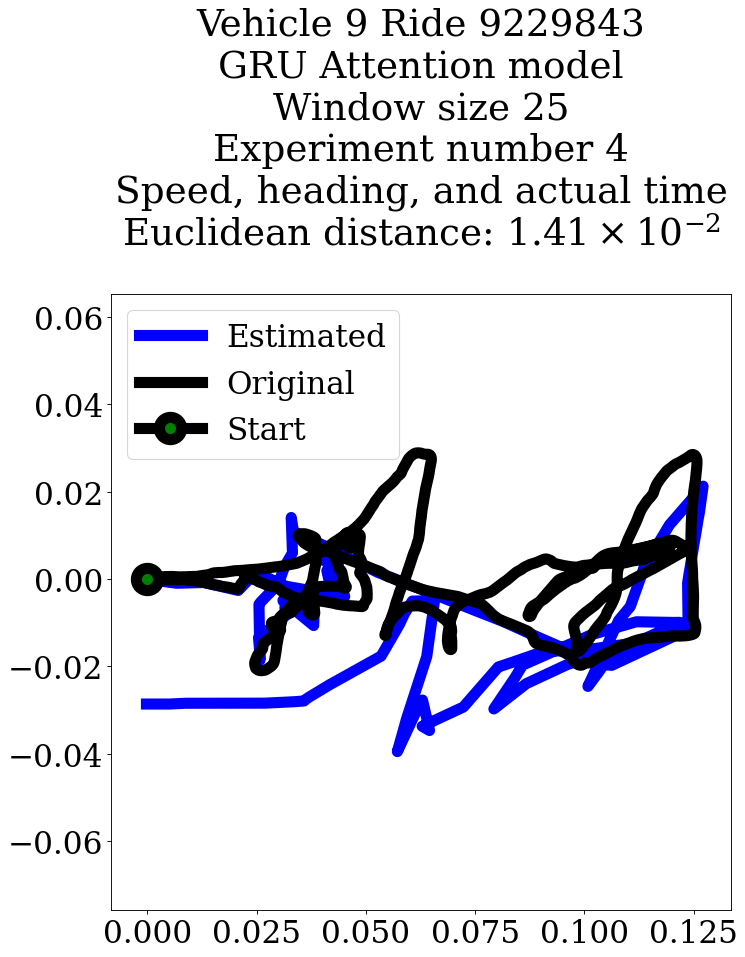 Vehicle 9 Ride 9229843
GRU Attention model
Window size 25
Experiment number 4
Speed, heading, and actual time
Euclidean distance: 1.41 × 10⁻²
Estimated
Original
Start
0.06
0.04
0.02
0.00
−0.02
−0.04
−0.06
0.000 0.025 0.050 0.075 0.100 0.125